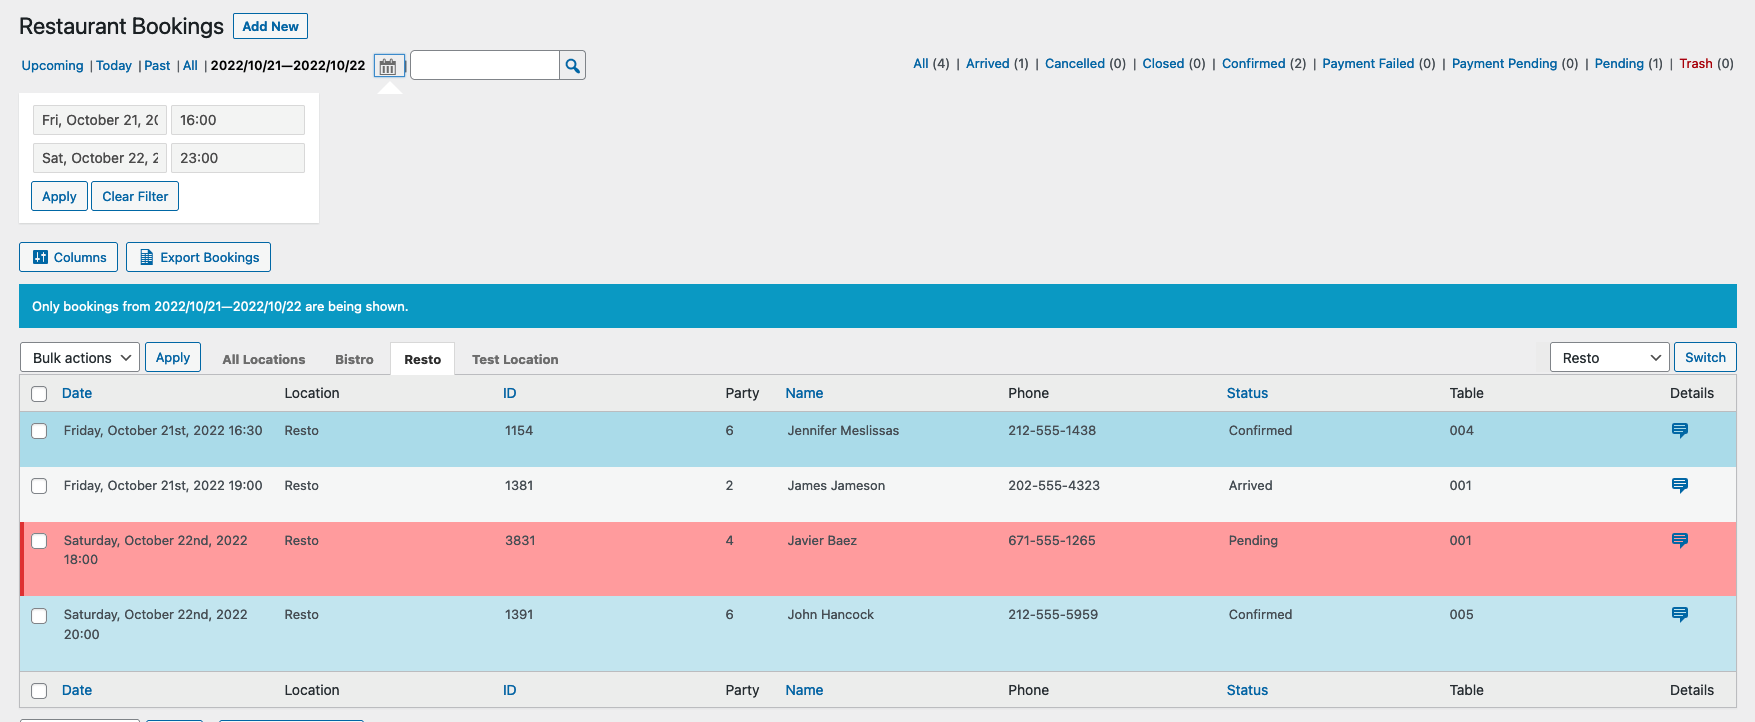 Restaurant Bookings Add New
Upcoming | Today | Past | All | 2022/10/21—2022/10/22
All (4) | Arrived (1) | Cancelled (0) | Closed (0) | Confirmed (2) | Payment Failed (0) | Payment Pending (0) | Pending (1) | Trash (0)
Fri, October 21, 16:00
Sat, October 22, 23:00
Apply Clear Filter
Columns Export Bookings
Only bookings from 2022/10/21—2022/10/22 are being shown.
Bulk actions Apply All Locations Bistro Resto Test Location Resto Switch
Date Location ID Party Name Phone Status Table Details
Friday, October 21st, 2022 16:30 Resto 1154 6 Jennifer Meslissas 212-555-1438 Confirmed 004
Friday, October 21st, 2022 19:00 Resto 1381 2 James Jameson 202-555-4323 Arrived 001
Saturday, October 22nd, 2022 Resto 3831 4 Javier Baez 671-555-1265 Pending 001
18:00
Saturday, October 22nd, 2022 Resto 1391 6 John Hancock 212-555-5959 Confirmed 005
20:00
Date Location ID Party Name Phone Status Table Details